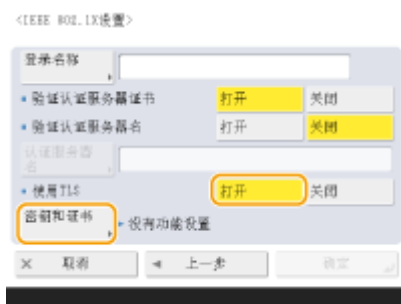 <IEEE 802.1X设置>
登录名称
验证认证服务器证书 打开 关闭
验证认证服务器名 打开 关闭
认证服务器名
使用TLS 打开 关闭
密钥和证书 没有功能设置
× 取消 上一步 确定